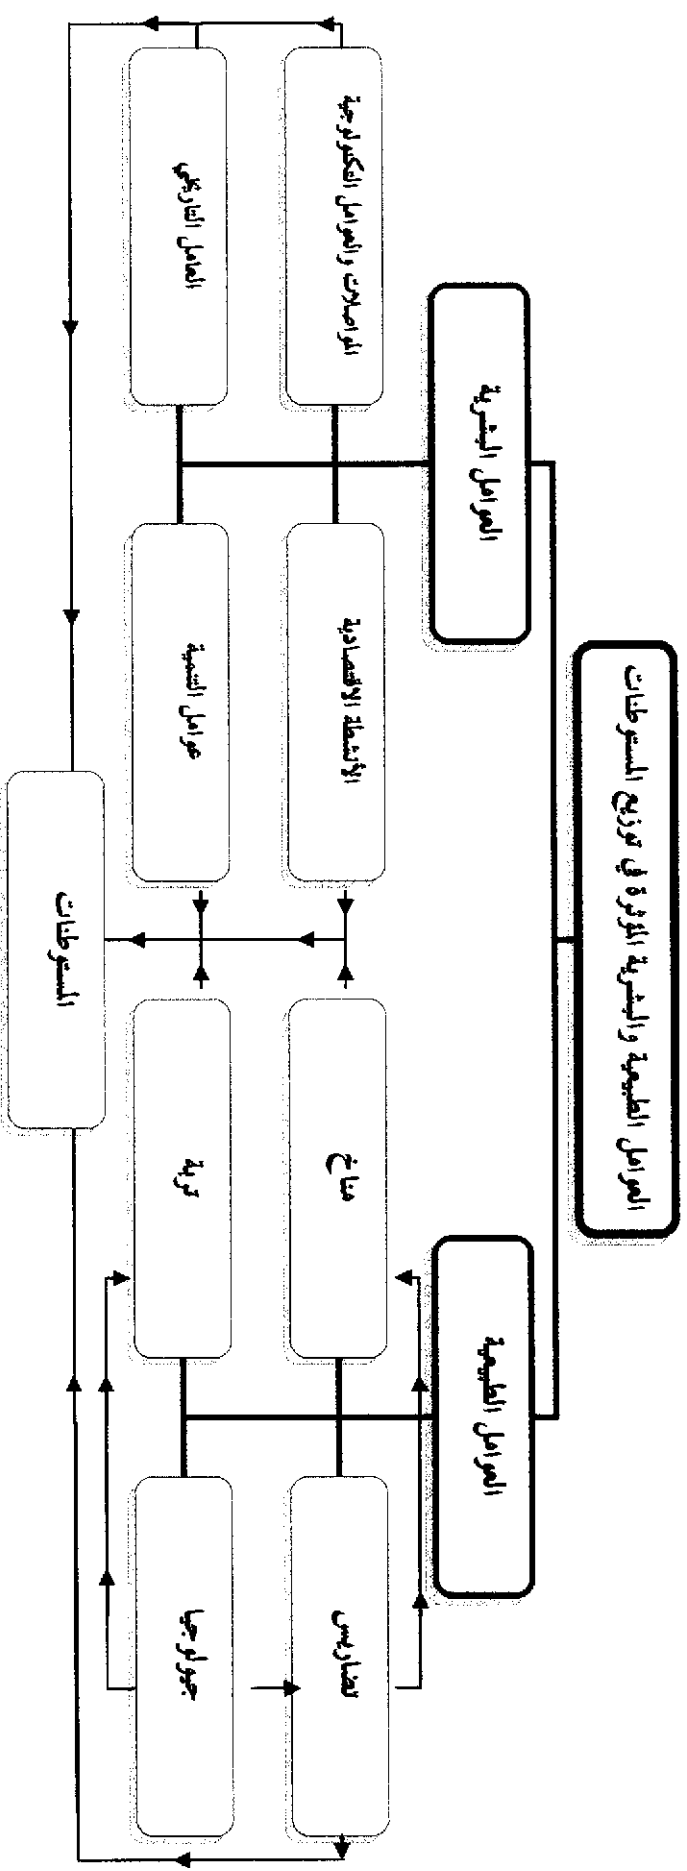 العوامل الطبيعية والبشرية المؤثرة في توزيع المستوطنات
العوامل الطبيعية
العوامل البشرية
تضاريس
مناخ
الأنشطة الاقتصادية
المواصلات والعوامل التكنولوجية
جيولوجيا
تربة
عوامل التنمية
العامل التاريخي
المستوطنات